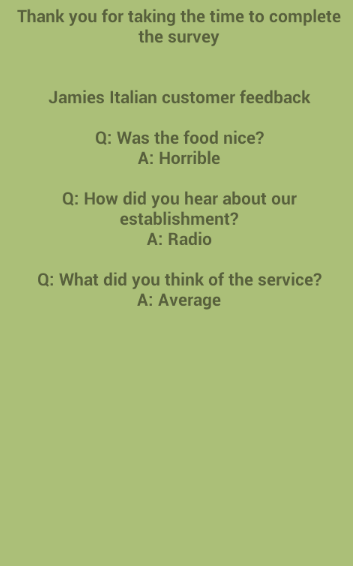 Thank you for taking the time to complete
the survey
Jamies Italian customer feedback
Q: Was the food nice?
A: Horrible
Q: How did you hear about our
establishment?
A: Radio
Q: What did you think of the service?
A: Average